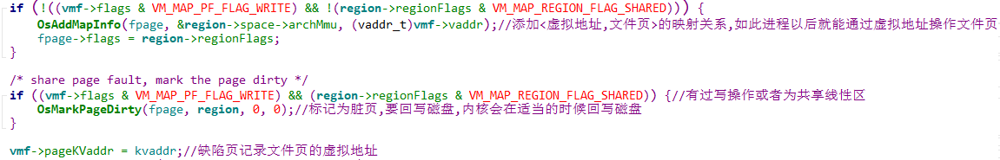 if (!((vmf->flags & VM_MAP_PF_FLAG_WRITE) && !(region->regionFlags & VM_MAP_REGION_FLAG_SHARED))) {
OsAddMapInfo(fpage, &region->space->archMmu, (vaddr_t)vmf->vaddr);//添加<虚拟地址,文件页>的映射关系,如此进程以后就能通过虚拟地址操作文件页
fpage->flags = region->regionFlags;
}
/* share page fault, mark the page dirty */
if ((vmf->flags & VM_MAP_PF_FLAG_WRITE) && (region->regionFlags & VM_MAP_REGION_FLAG_SHARED)) {//有过写操作或者为共享线性区
OsMarkPageDirty(fpage, region, 0, 0);//标记为脏页,要回写磁盘,内核会在适当的时候回写磁盘
}
vmf->pageKVaddr = kvaddr;//缺陷页记录文件页的虚拟地址